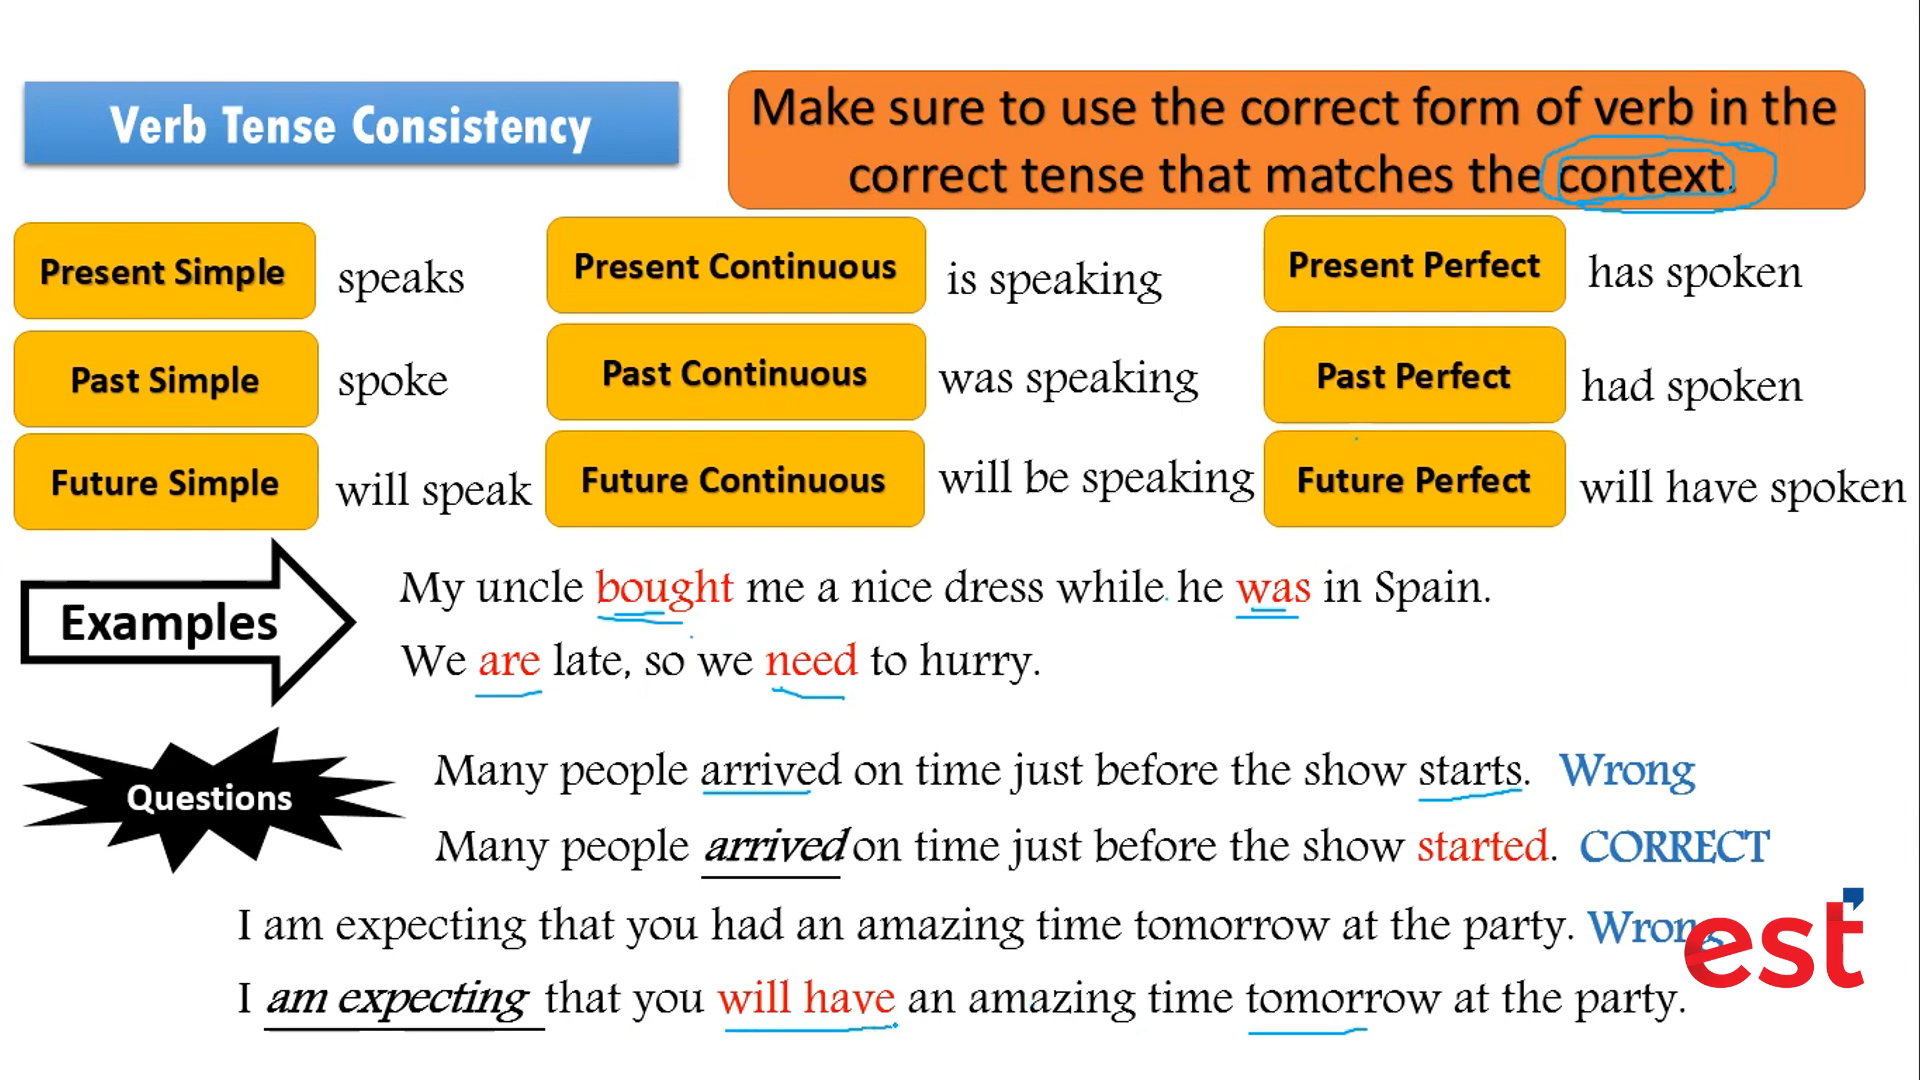 Verb Tense Consistency
Make sure to use the correct form of verb in the
correct tense that matches the context.
Present Simple speaks Present Continuous is speaking Present Perfect has spoken
Past Simple spoke Past Continuous was speaking Past Perfect had spoken
Future Simple will speak Future Continuous will be speaking Future Perfect will have spoken
Examples
My uncle bought me a nice dress while he was in Spain.
We are late, so we need to hurry.
Questions
Many people arrived on time just before the show starts. Wrong
Many people arrived on time just before the show started. CORRECT
I am expecting that you had an amazing time tomorrow at the party. Wrong
I am expecting that you will have an amazing time tomorrow at the party.
est